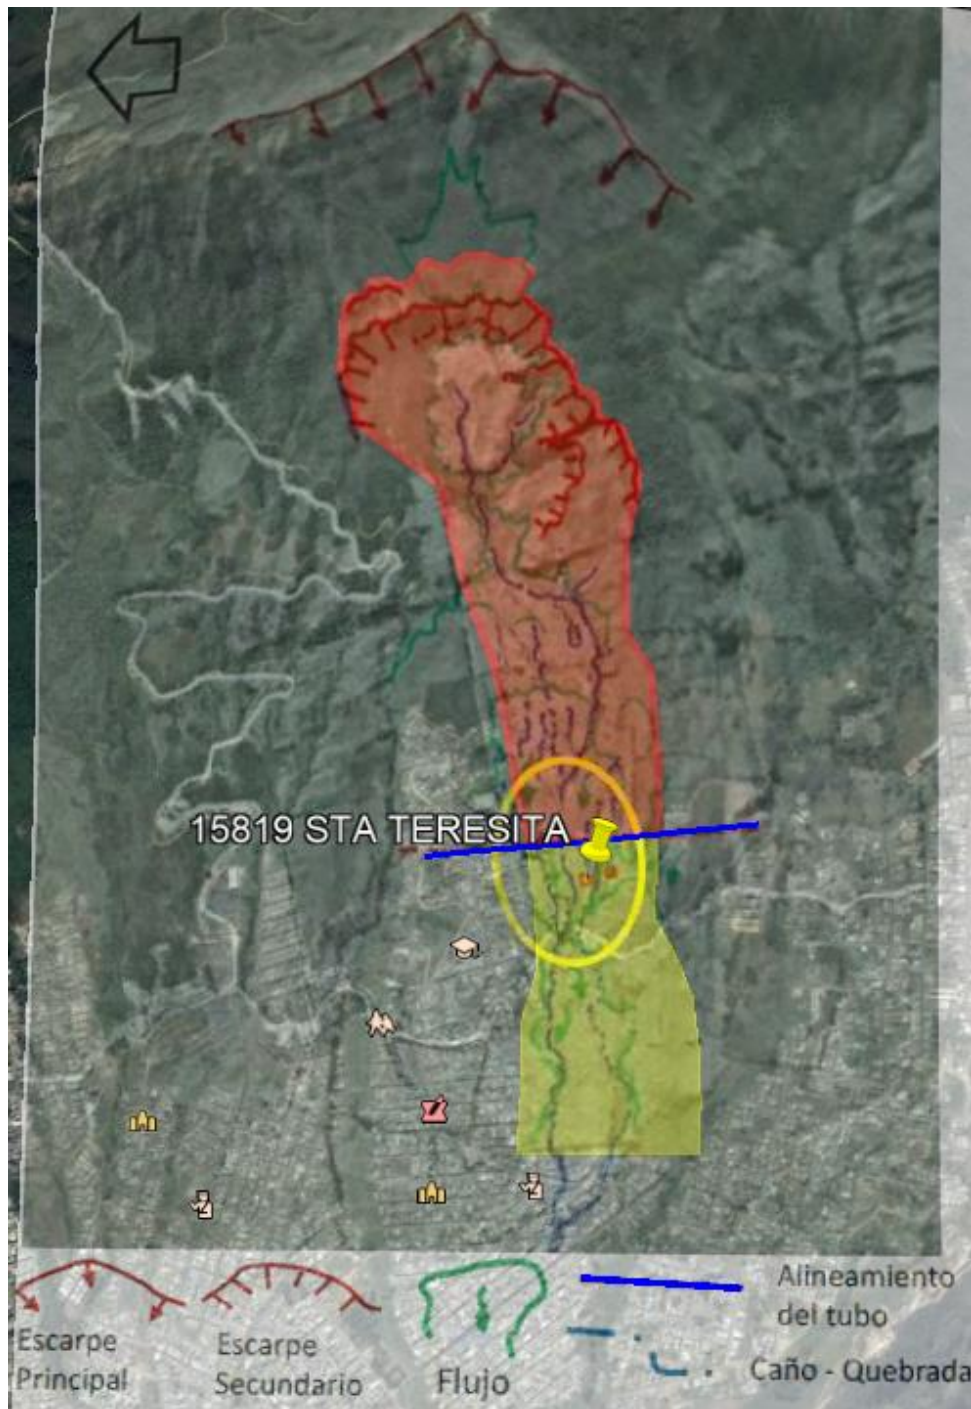 15819 STA TERESITA
Escarpe
Principal
Escarpe
Secundario
Flujo
Alineamiento
del tubo
Caño - Quebrada